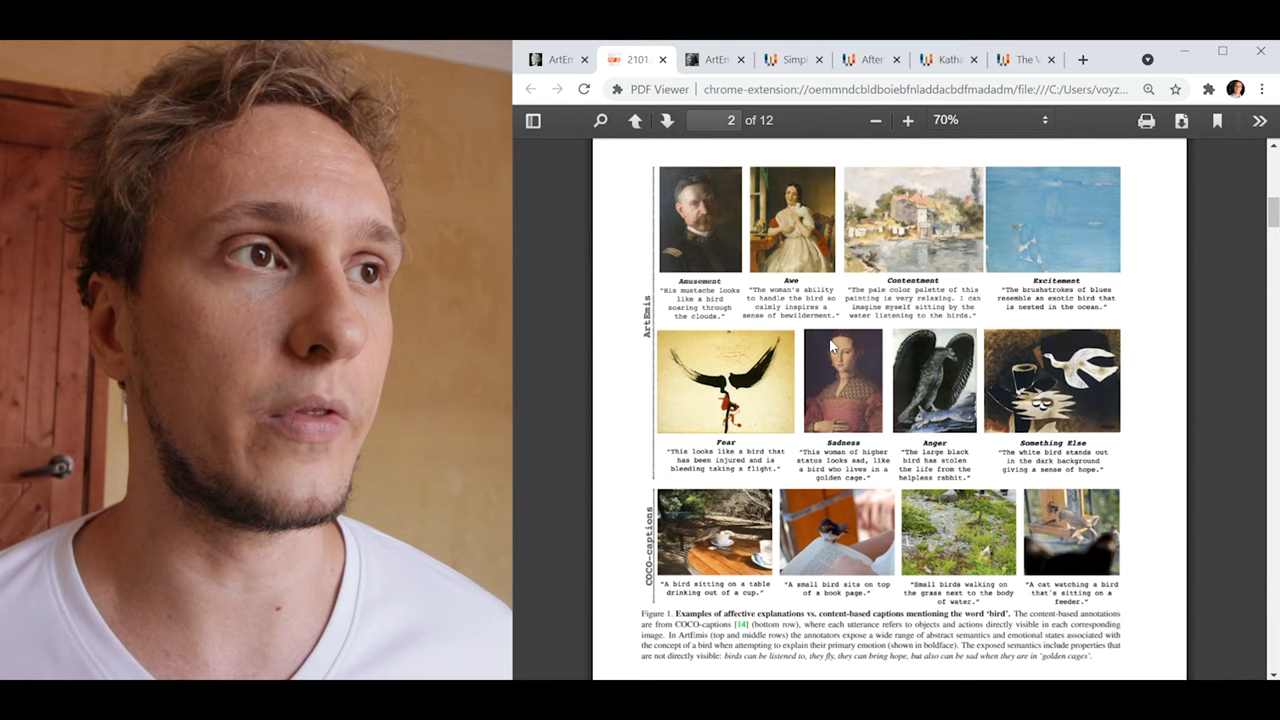 ArtEm
2101.
ArtEm
Simpl
After
Katha
The V
PDF Viewer
chrome-extension://oemmndcbldboiebfnladdacbdfmadadm/file:///C:/Users/voyz...
2 of 12
70%
ArtEmis
Amusement
"His mustache looks
like a bird
soaring through
the clouds."
Awe
"The woman's ability
to handle the bird so
calmly inspires a
sense of bewilderment."
Contentment
"The pale color palette of this
painting is very relaxing. I can
imagine myself sitting by the
water listening to the birds."
Excitement
"The brushstrokes of blues
resemble an exotic bird that
is nested in the ocean."
Fear
"This looks like a bird that
has been injured and is
bleeding taking a flight."
Sadness
"This woman of higher
status looks sad, like
a bird who lives in a
golden cage."
Anger
"The large black
bird has stolen
the life from the
helpless rabbit."
Something Else
"The white bird stands out
in the dark background
giving a sense of hope."
COCO-captions
"A bird sitting on a table
drinking out of a cup."
"A small bird sits on top
of a book page."
"Small birds walking on
the grass next to the body
of water."
"A cat watching a bird
that's sitting on a
feeder."
Figure 1. Examples of affective explanations vs. content-based captions mentioning the word 'bird'. The content-based annotations
are from COCO-captions [14] (bottom row), where each utterance refers to objects and actions directly visible in each corresponding
image. In ArtEmis (top and middle rows) the annotators expose a wide range of abstract semantics and emotional states associated with
the concept of a bird when attempting to explain their primary emotion (shown in boldface). The exposed semantics include properties that
are not directly visible: birds can be listened to, they fly, they can bring hope, but also can be sad when they are in 'golden cages'.